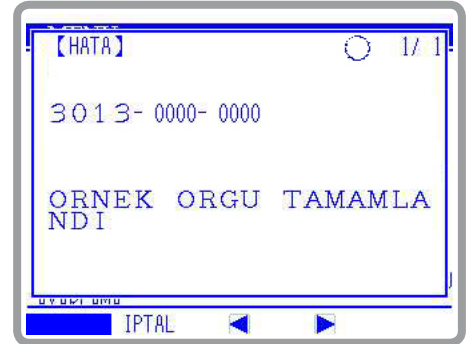 【HATA】 1/ 1
3013-0000-0000
ORNEK ORGU TAMAMLA
NDI
IPTAL